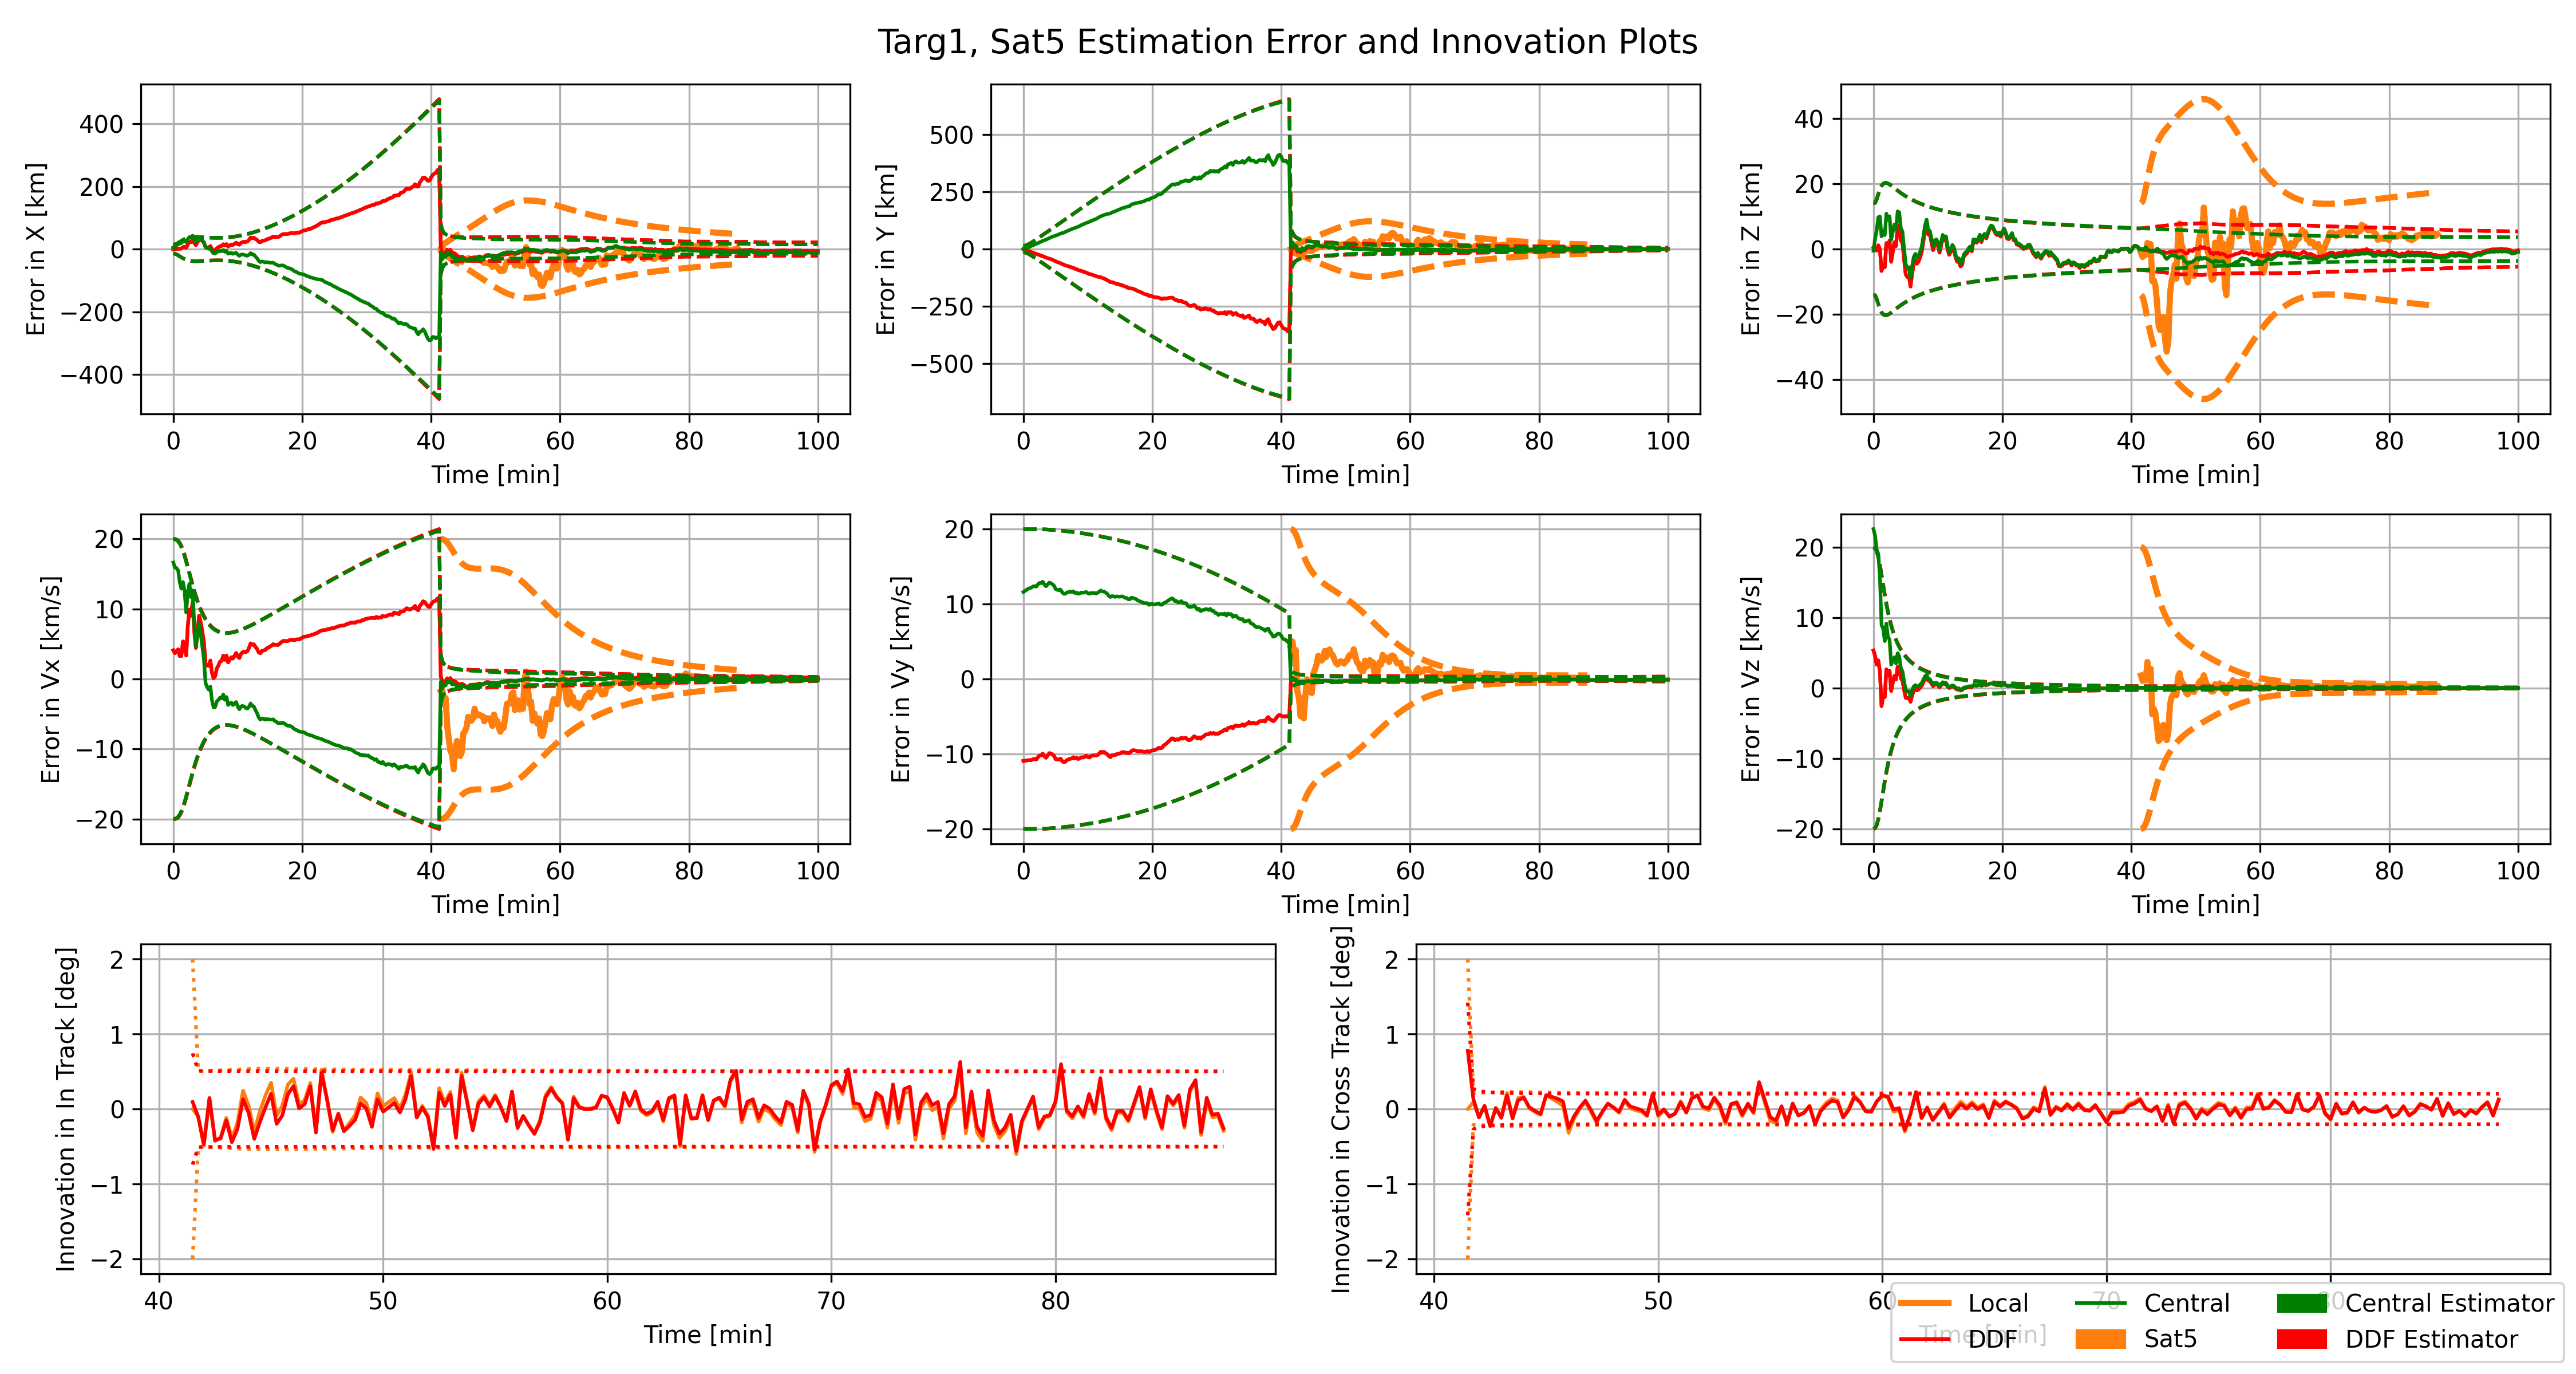 Targ1, Sat5 Estimation Error and Innovation Plots
Error in X [km]
400
200
0
−200
−400
0 20 40 60 80 100
Time [min]
Error in Y [km]
500
250
0
−250
−500
0 20 40 60 80 100
Time [min]
Error in Z [km]
40
20
0
−20
−40
0 20 40 60 80 100
Time [min]
Error in Vx [km/s]
20
10
0
−10
−20
0 20 40 60 80 100
Time [min]
Error in Vy [km/s]
20
10
0
−10
−20
0 20 40 60 80 100
Time [min]
Error in Vz [km/s]
20
10
0
−10
−20
0 20 40 60 80 100
Time [min]
Innovation in In Track [deg]
2
1
0
−1
−2
40 50 60 70 80
Time [min]
Innovation in Cross Track [deg]
2
1
0
−1
−2
40 50 60 70 80
Time [min]
Local Central Central Estimator
DDF Sat5 DDF Estimator